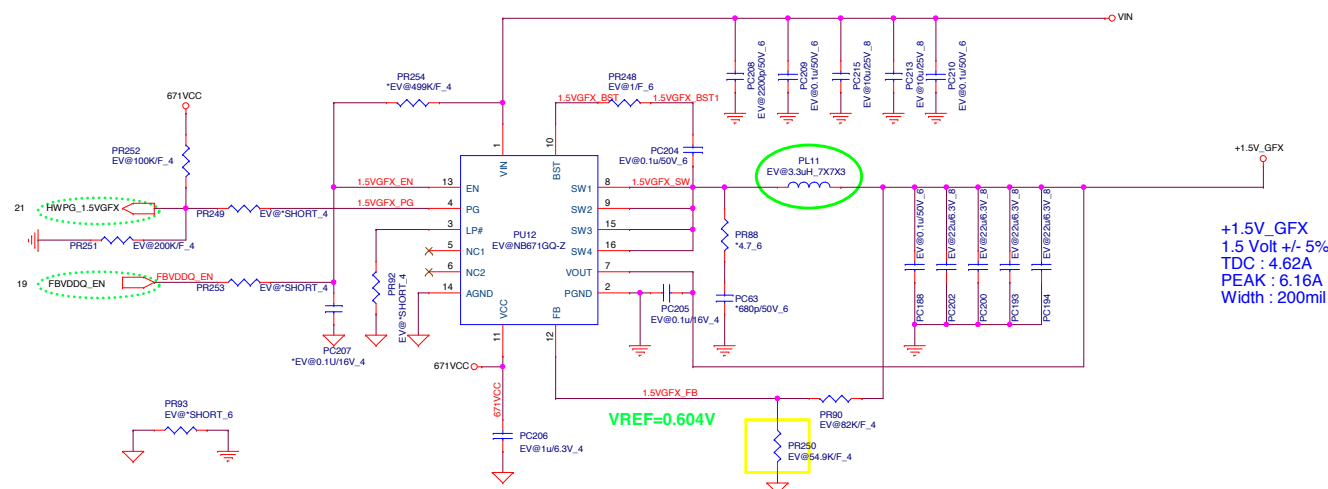 VIN
PR254
*EV@499K/F_4
PR248
EV@1/F_6
1.5VGFX_BST
1.5VGFX_BST1
PC208
EV@2200p/50V_6
PC209
EV@0.1u/50V_6
PC215
EV@10u/25V_8
PC213
EV@10u/25V_8
PC210
EV@0.1u/50V_6
671VCC
PR252
EV@100K/F_4
1
VIN
10
BST
PC204
EV@0.1u/50V_6
PL11
EV@3.3uH_7X7X3
+1.5V_GFX
1.5VGFX_EN
13
EN
SW1
8
1.5VGFX_SW
21
HWPG_1.5VGFX
PR249
EV@*SHORT_4
1.5VGFX_PG
4
PG
SW2
9
3
LP#
SW3
15
PU12
EV@NB671GQ-Z
PR251
EV@200K/F_4
5
NC1
SW4
16
6
NC2
VOUT
7
14
AGND
PGND
2
VCC
11
FB
12
PR88
*4.7_6
PC63
*680p/50V_6
PC205
EV@0.1u/16V_4
PC188
EV@0.1u/50V_6
PC202
EV@22u/6.3V_8
PC200
EV@22u/6.3V_8
PC193
EV@22u/6.3V_8
PC194
EV@22u/6.3V_8
+1.5V_GFX
1.5 Volt +/- 5%
TDC : 4.62A
PEAK : 6.16A
Width : 200mil
19
FBVDDQ_EN
FBVDDQ_EN
PR253
EV@*SHORT_4
PR92
EV@*SHORT_4
PC207
*EV@0.1U/16V_4
671VCC
671VCC
PC206
EV@1u/6.3V_4
1.5VGFX_FB
VREF=0.604V
PR90
EV@82K/F_4
PR250
EV@54.9K/F_4
PR93
EV@*SHORT_6